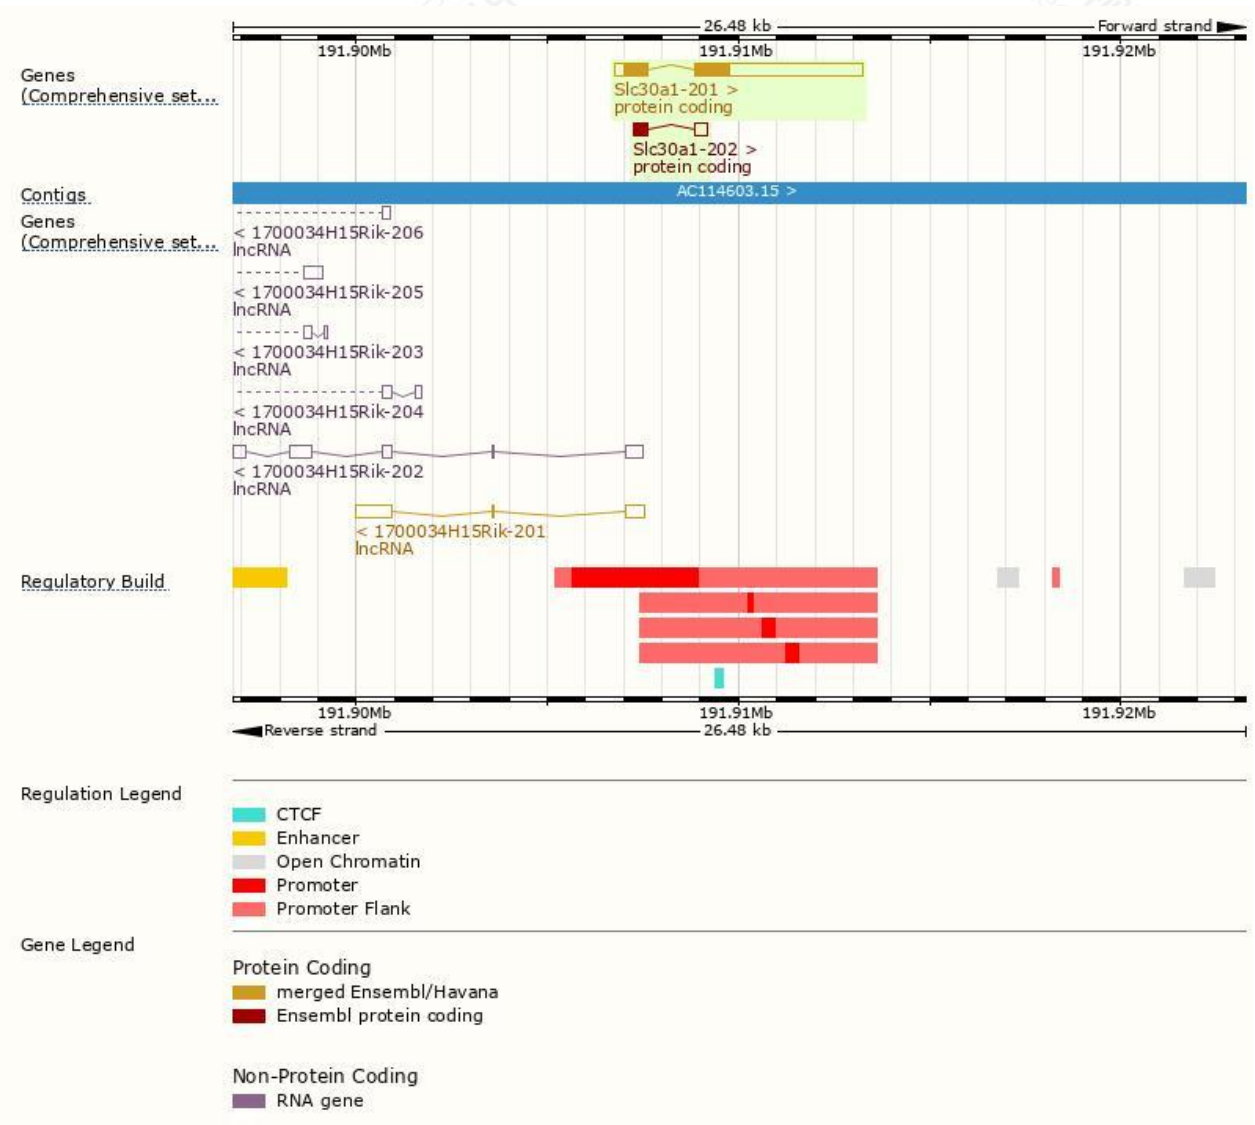 26.48 kb
Forward strand
191.90Mb
191.91Mb
191.92Mb
Genes
(Comprehensive set...
Slc30a1-201 >
protein coding
Slc30a1-202 >
protein coding
Contigs
AC114603.15 >
Genes
(Comprehensive set...
< 1700034H15Rik-206
lncRNA
< 1700034H15Rik-205
lncRNA
< 1700034H15Rik-203
lncRNA
< 1700034H15Rik-204
lncRNA
< 1700034H15Rik-202
lncRNA
< 1700034H15Rik-201
lncRNA
Regulatory Build
191.90Mb
191.91Mb
191.92Mb
Reverse strand
26.48 kb
Regulation Legend
CTCF
Enhancer
Open Chromatin
Promoter
Promoter Flank
Gene Legend
Protein Coding
merged Ensembl/Havana
Ensembl protein coding
Non-Protein Coding
RNA gene